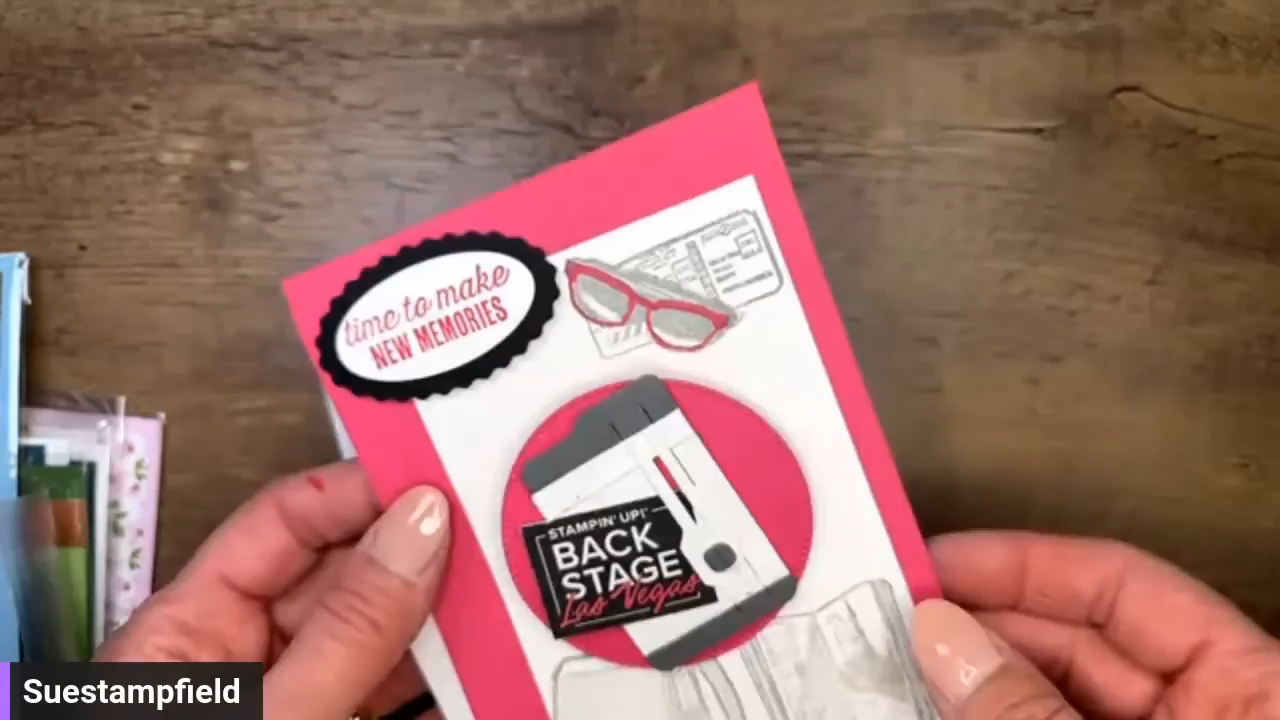 time to make
NEW MEMORIES
STAMPIN' UP!
BACK
STAGE
Las Vegas
Suestampfield